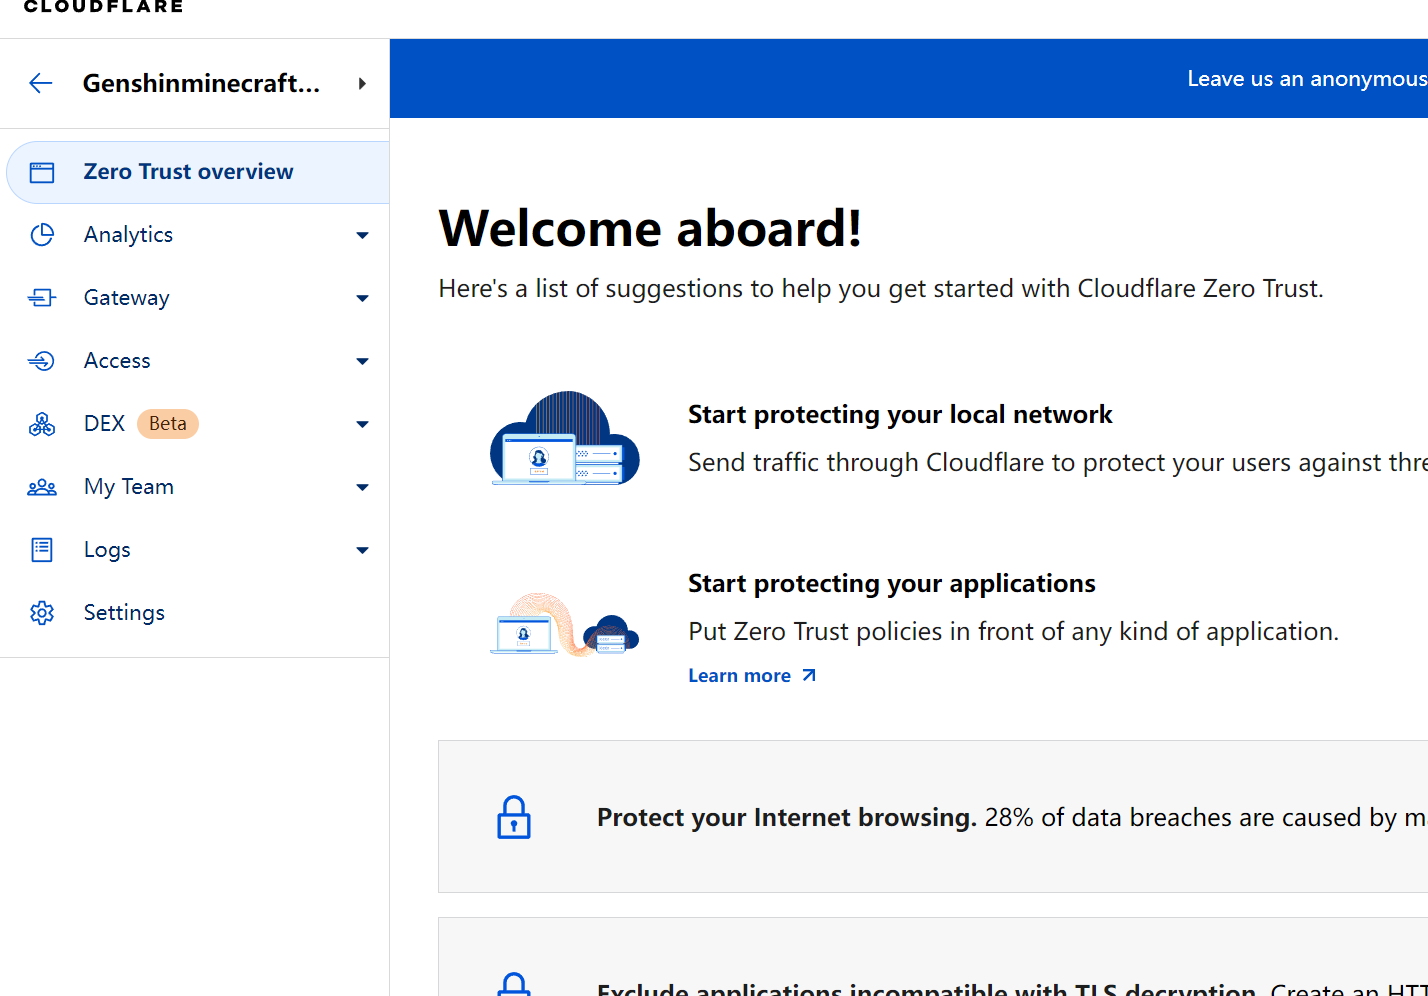 CLOUDFLARE
Genshinminecraft...
Leave us an anonymous
Zero Trust overview
Analytics
Gateway
Access
DEX Beta
My Team
Logs
Settings
Welcome aboard!
Here's a list of suggestions to help you get started with Cloudflare Zero Trust.
Start protecting your local network
Send traffic through Cloudflare to protect your users against
Start protecting your applications
Put Zero Trust policies in front of any kind of application.
Learn more
Protect your Internet browsing. 28% of data breaches are caused by
Exclude applications incompatible with TLS decryption. Create an